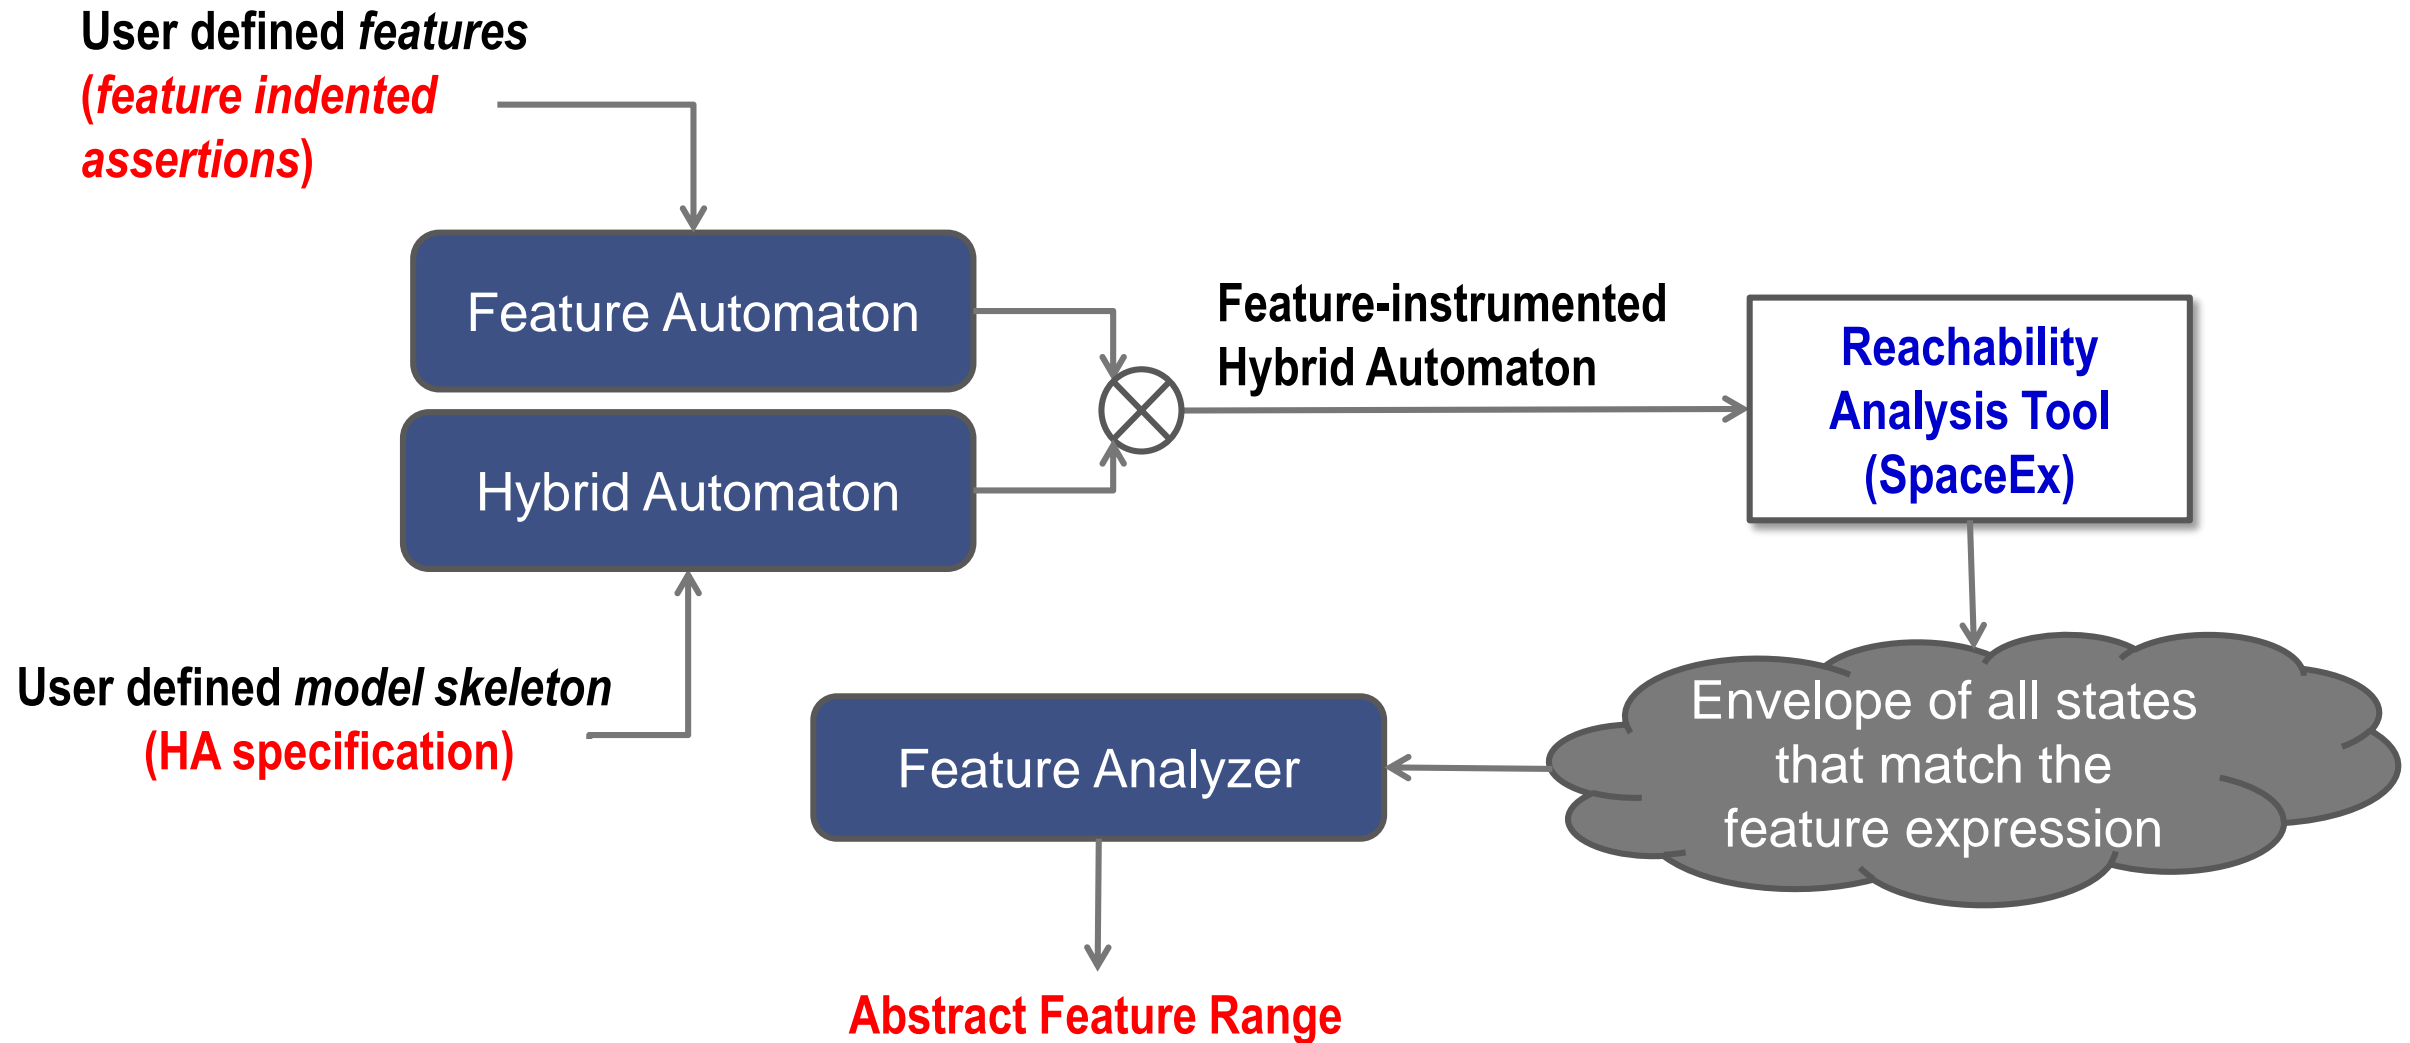 User defined features
(feature indented
assertions)
Feature Automaton
Hybrid Automaton
Feature-instrumented
Hybrid Automaton
Reachability
Analysis Tool
(SpaceEx)
User defined model skeleton
(HA specification)
Feature Analyzer
Envelope of all states
that match the
feature expression
Abstract Feature Range